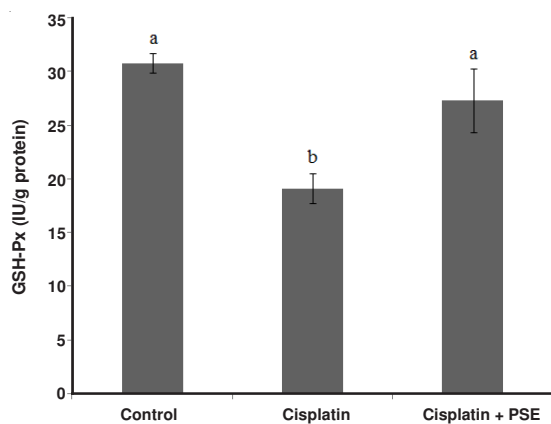 35
30
25
20
15
10
5
0
GSH-Px (IU/g protein)
a
b
a
Control
Cisplatin
Cisplatin + PSE